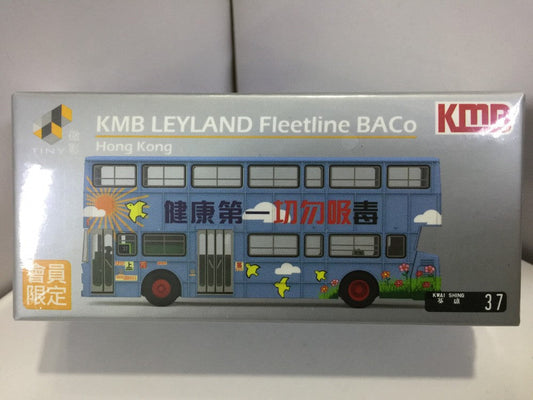 TINY 微影
KMB LEYLAND Fleetline BACo
Hong Kong
KMB
健康第一 切勿吸毒
上
會員
限定
KWAI SHING
葵盛
37